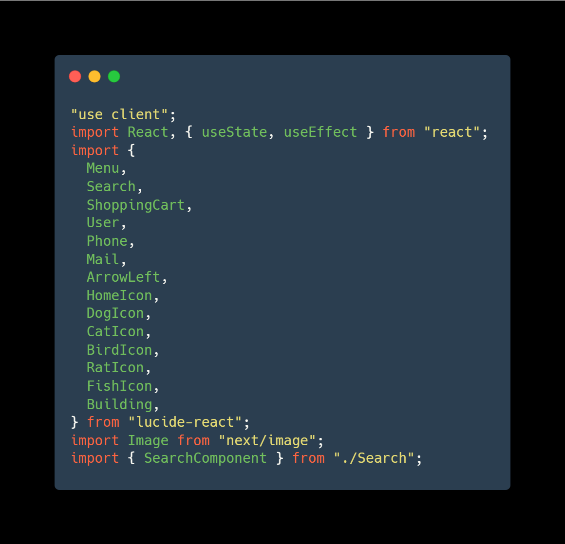 "use client";
import React, { useState, useEffect } from "react";
import {
  Menu,
  Search,
  ShoppingCart,
  User,
  Phone,
  Mail,
  ArrowLeft,
  HomeIcon,
  DogIcon,
  CatIcon,
  BirdIcon,
  RatIcon,
  FishIcon,
  Building,
} from "lucide-react";
import Image from "next/image";
import { SearchComponent } from "./Search";